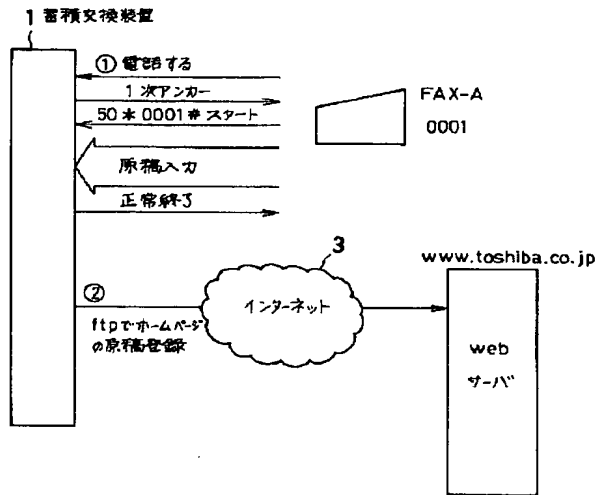 1 蓄積交換装置
① 電話する
1次アンカー
50*0001# スタート
原稿入力
正常終了
FAX-A
0001
②
ftpでホームページ
の原稿登録
3
インターネット
www.toshiba.co.jp
web
サーバ